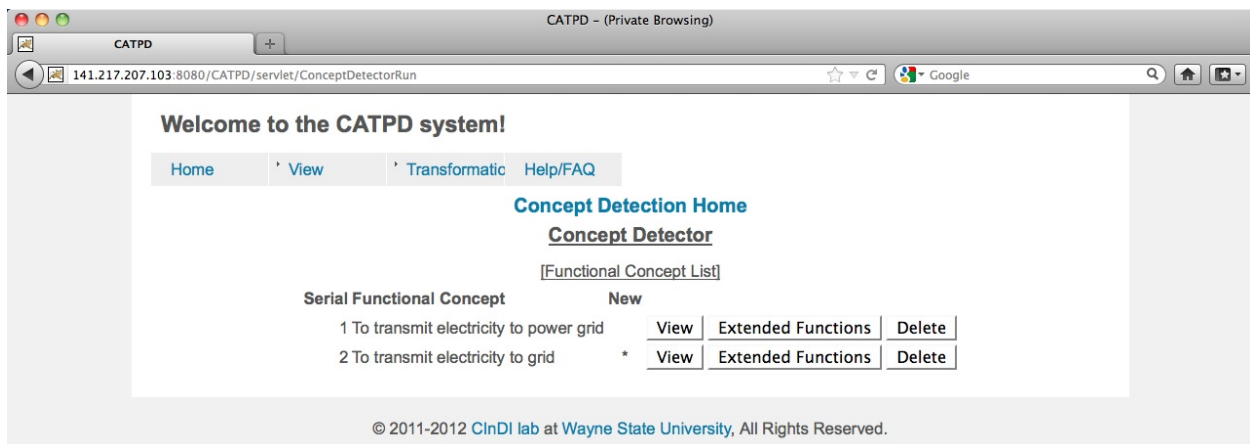 CATPD - (Private Browsing)
CATPD
141.217.207.103:8080/CATPD/servlet/ConceptDetectorRun
Google
Welcome to the CATPD system!
Home View Transformatic Help/FAQ
Concept Detection Home
Concept Detector
[Functional Concept List]
Serial Functional Concept New
1 To transmit electricity to power grid View Extended Functions Delete
2 To transmit electricity to grid * View Extended Functions Delete
© 2011-2012 CInDI lab at Wayne State University, All Rights Reserved.